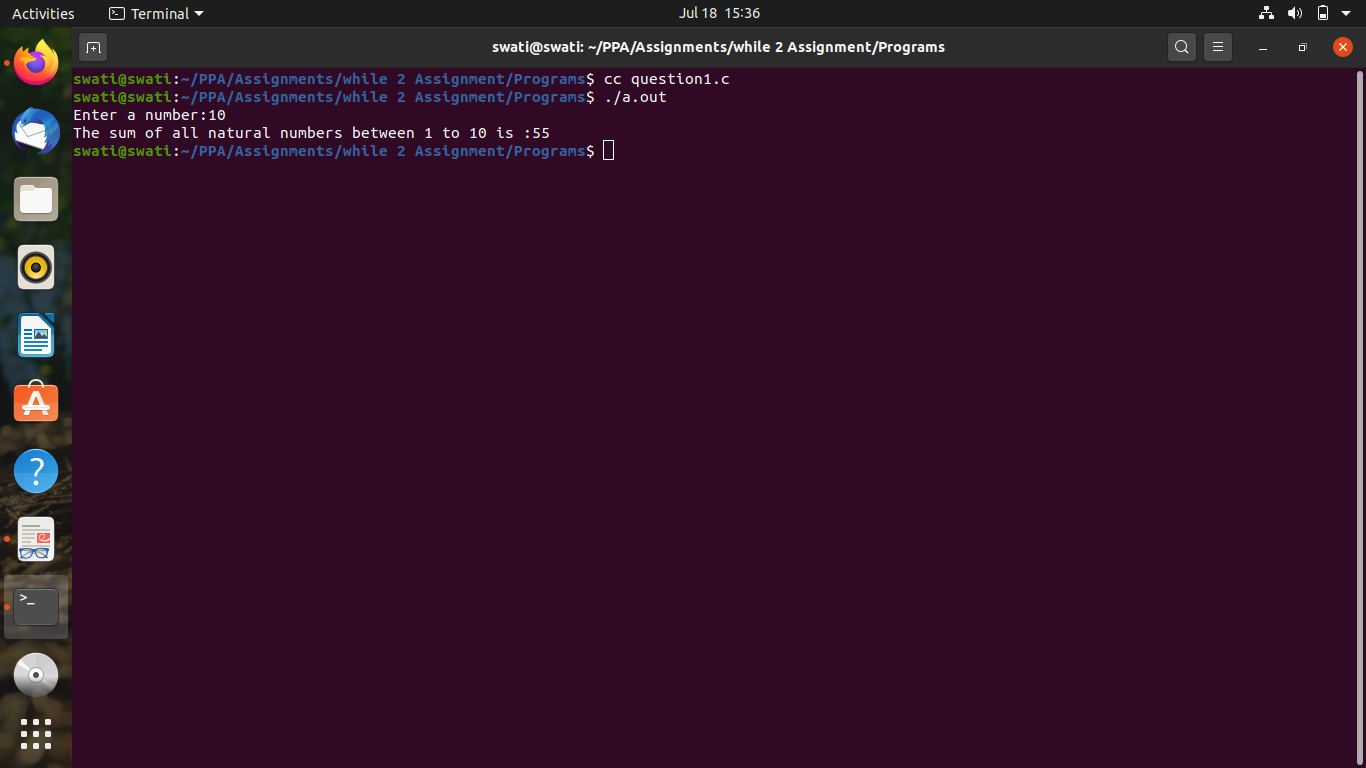 Activities Terminal Jul 18 15:36
swati@swati: ~/PPA/Assignments/while 2 Assignment/Programs
swati@swati:~/PPA/Assignments/while 2 Assignment/Programs$ cc question1.c
swati@swati:~/PPA/Assignments/while 2 Assignment/Programs$ ./a.out
Enter a number:10
The sum of all natural numbers between 1 to 10 is :55
swati@swati:~/PPA/Assignments/while 2 Assignment/Programs$